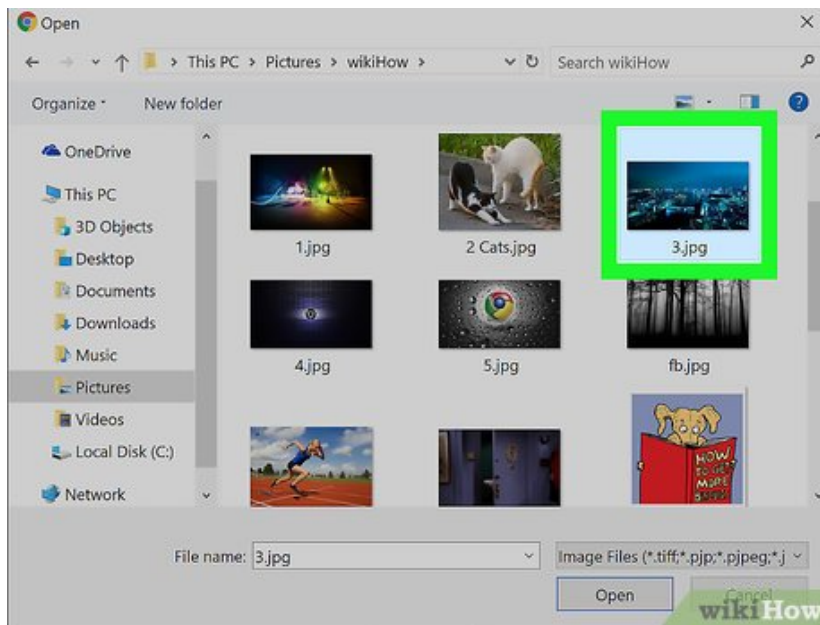 Open
This PC > Pictures > wikiHow >
Search wikiHow
Organize
New folder
OneDrive
This PC
3D Objects
Desktop
Documents
Downloads
Music
Pictures
Videos
Local Disk (C:)
Network
1.jpg
2 Cats.jpg
3.jpg
4.jpg
5.jpg
fb.jpg
HOW
TO GET
MORE
File name: 3.jpg
Image Files (*.tiff;*.pjp;*.pjpeg;*.j
Open
Cancel
wikiHow